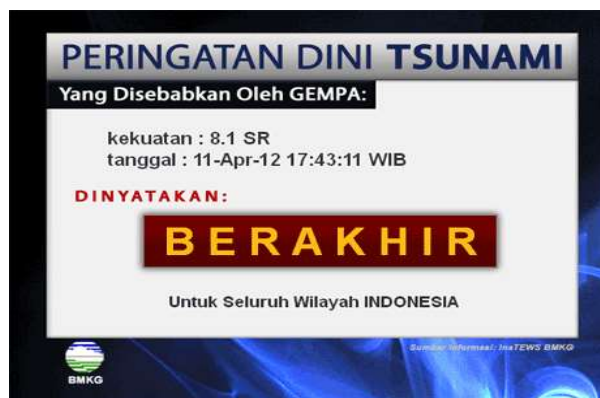 PERINGATAN DINI TSUNAMI
Yang Disebabkan Oleh GEMPA:
kekuatan : 8.1 SR
tanggal : 11-Apr-12 17:43:11 WIB
DINYATAKAN:
BERAKHIR
Untuk Seluruh Wilayah INDONESIA
Sumber Informasi: InaTEWS BMKG
BMKG